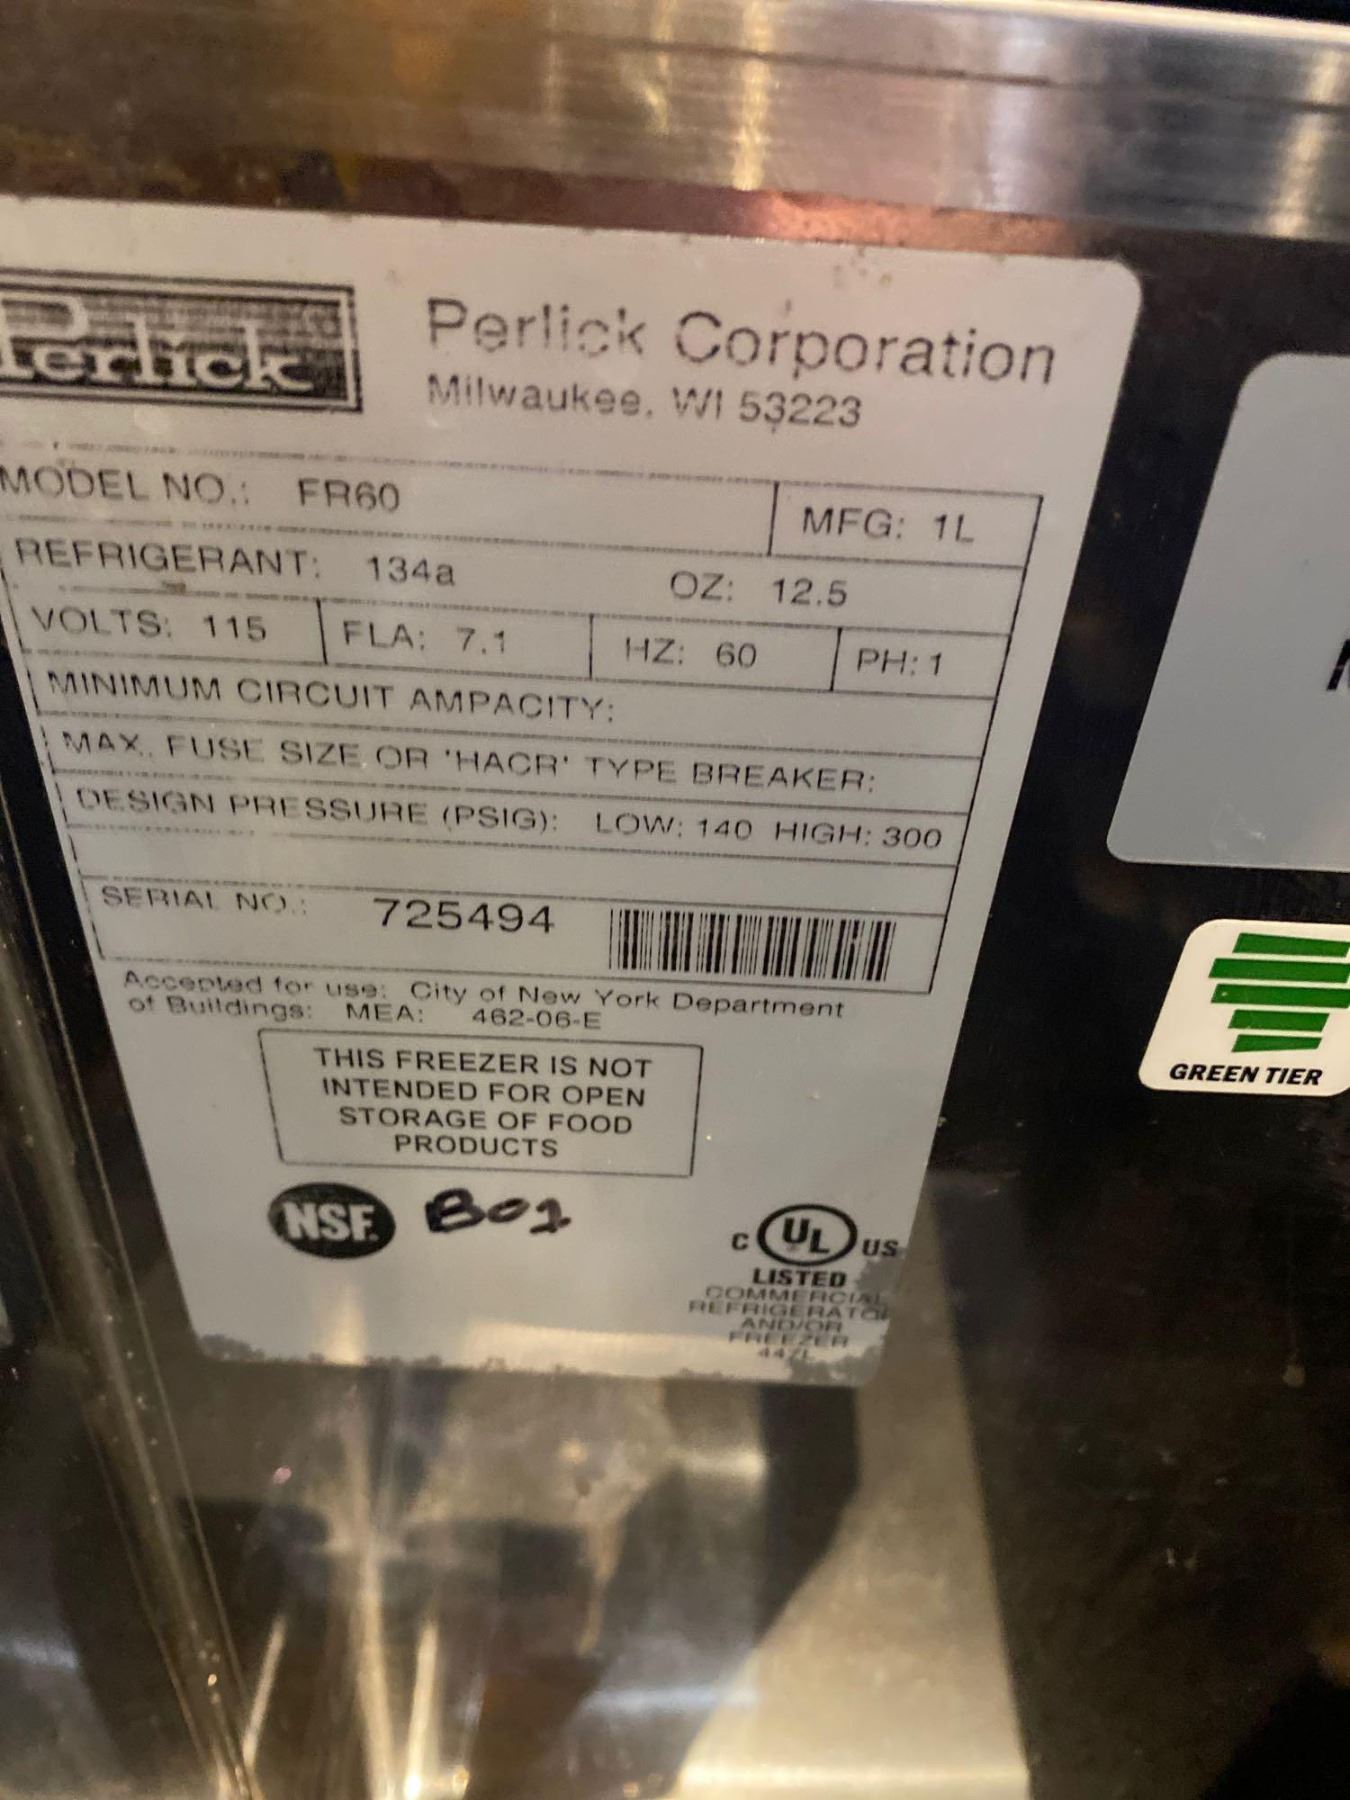 Perlick
Perlick Corporation
Milwaukee, WI 53223
MODEL NO.: FR60 MFG: 1L
REFRIGERANT: 134a OZ: 12.5
VOLTS: 115 FLA: 7.1 HZ: 60 PH: 1
MINIMUM CIRCUIT AMPACITY:
MAX. FUSE SIZE OR 'HACR' TYPE BREAKER:
DESIGN PRESSURE (PSIG): LOW: 140 HIGH: 300
SERIAL NO.: 725494
Accepted for use: City of New York Department
of Buildings: MEA: 462-06-E
THIS FREEZER IS NOT
INTENDED FOR OPEN
STORAGE OF FOOD
PRODUCTS
NSF.
B01
C UL US
LISTED
COMMERCIAL
REFRIGERATOR
AND/OR
FREEZER
447L
GREEN TIER